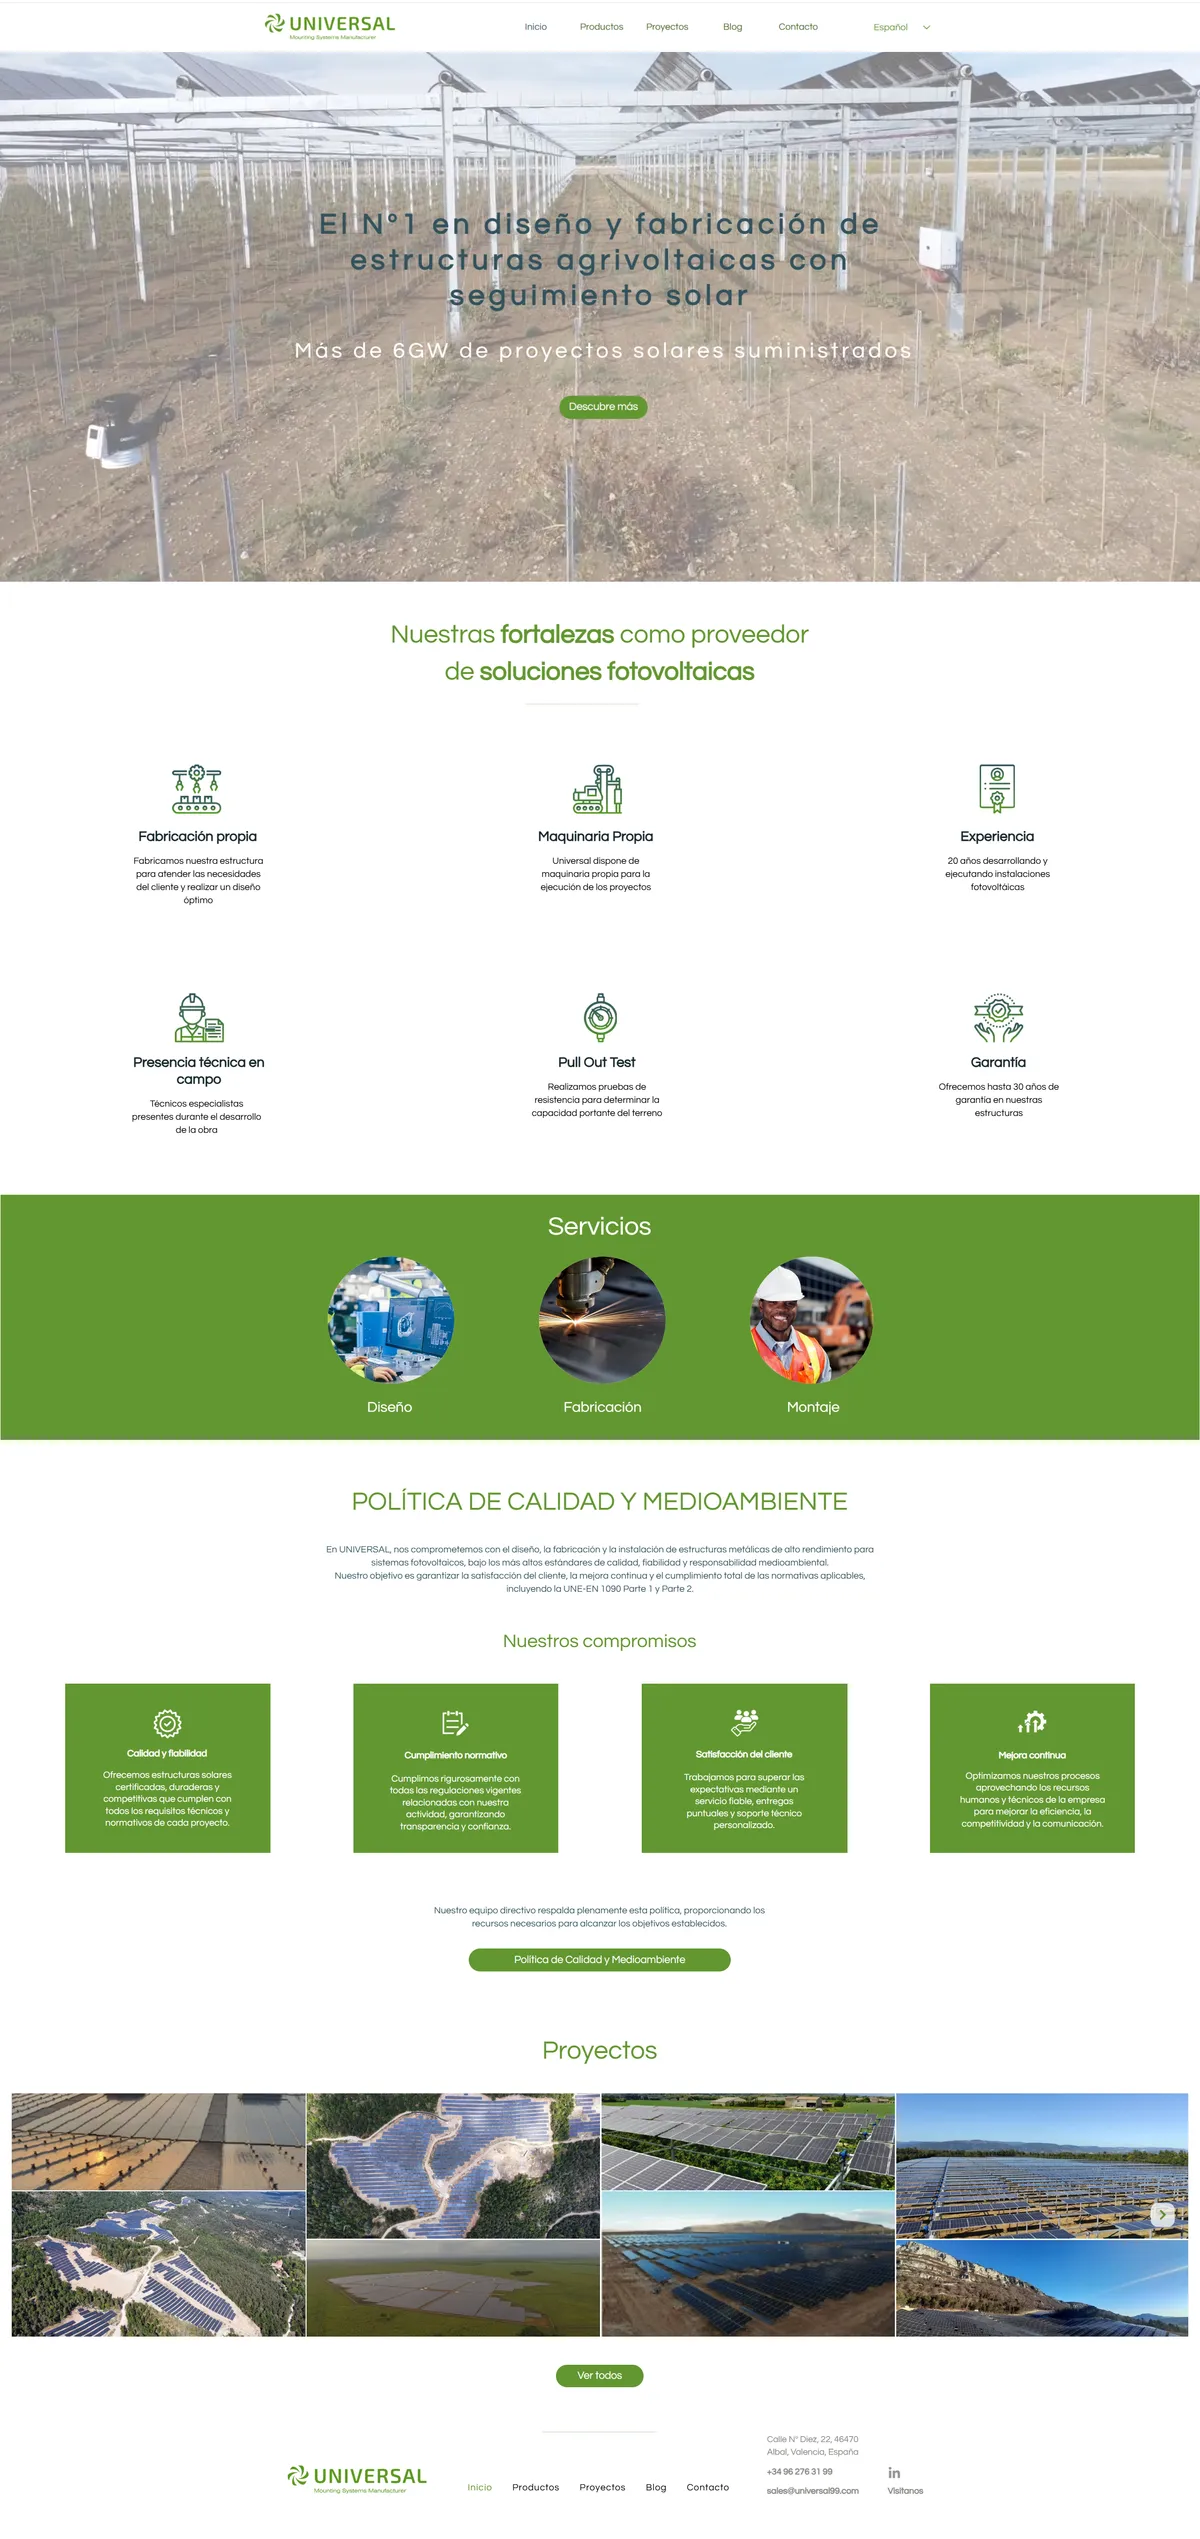 UNIVERSAL
Mounting Systems Manufacturer
Inicio
Productos
Proyectos
Blog
Contacto
Español
El Nº1 en diseño y fabricación de
estructuras agrivoltaicas con
seguimiento solar
Más de 6GW de proyectos solares suministrados
Descubre más
Nuestras fortalezas como proveedor
de soluciones fotovoltaicas
Fabricación propia
Fabricamos nuestra estructura
para atender las necesidades
del cliente y realizar un diseño
óptimo
Maquinaria Propia
Universal dispone de
maquinaria propia para la
ejecución de los proyectos
Experiencia
20 años desarrollando y
ejecutando instalaciones
fotovoltáicas
Presencia técnica en
campo
Técnicos especialistas
presentes durante el desarrollo
de la obra
Pull Out Test
Realizamos pruebas de
resistencia para determinar la
capacidad portante del terreno
Garantía
Ofrecemos hasta 30 años de
garantía en nuestras
estructuras
Servicios
Diseño
Fabricación
Montaje
POLÍTICA DE CALIDAD Y MEDIOAMBIENTE
En UNIVERSAL, nos comprometemos con el diseño, la fabricación y la instalación de estructuras metálicas de alto rendimiento para
sistemas fotovoltaicos, bajo los más altos estándares de calidad, fiabilidad y responsabilidad medioambiental.
Nuestro objetivo es garantizar la satisfacción del cliente, la mejora continua y el cumplimiento total de las normativas aplicables,
incluyendo la UNE-EN 1090 Parte 1 y Parte 2.
Nuestros compromisos
Calidad y fiabilidad
Ofrecemos estructuras solares
certificadas, duraderas y
competitivas que cumplen con
todos los requisitos técnicos y
normativos de cada proyecto.
Cumplimiento normativo
Cumplimos rigurosamente con
todas las regulaciones vigentes
relacionadas con nuestra
actividad, garantizando
transparencia y confianza.
Satisfacción del cliente
Trabajamos para superar las
expectativas mediante un
servicio fiable, entregas
puntuales y soporte técnico
personalizado.
Mejora continua
Optimizamos nuestros procesos
aprovechando los recursos
humanos y técnicos de la empresa
para mejorar la eficiencia, la
competitividad y la comunicación.
Nuestro equipo directivo respalda plenamente esta política, proporcionando los
recursos necesarios para alcanzar los objetivos establecidos.
Política de Calidad y Medioambiente
Proyectos
Ver todos
UNIVERSAL
Mounting Systems Manufacturer
Inicio
Productos
Proyectos
Blog
Contacto
Calle Nº Diez, 22, 46470
Albal, Valencia, España
+34 96 276 31 99
sales@universal99.com
in
Visítanos